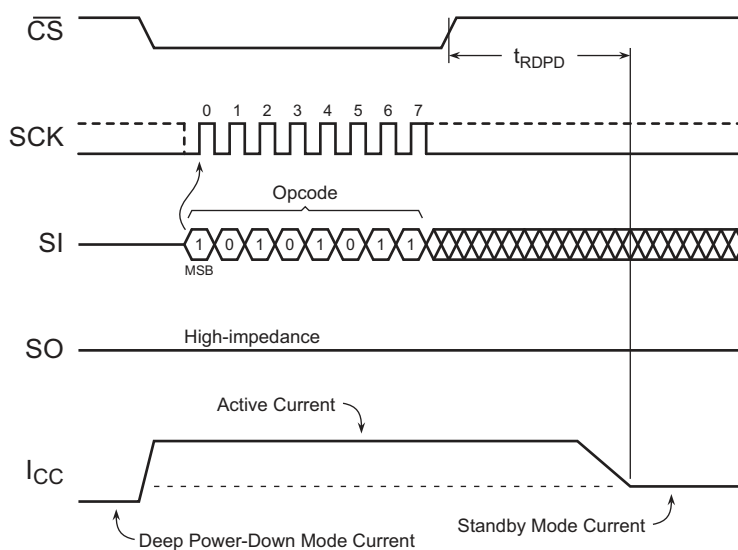 CS
tRDPD
0 1 2 3 4 5 6 7
SCK
Opcode
SI
1 0 1 0 1 0 1 1
MSB
High-impedance
SO
Active Current
ICC
Standby Mode Current
Deep Power-Down Mode Current